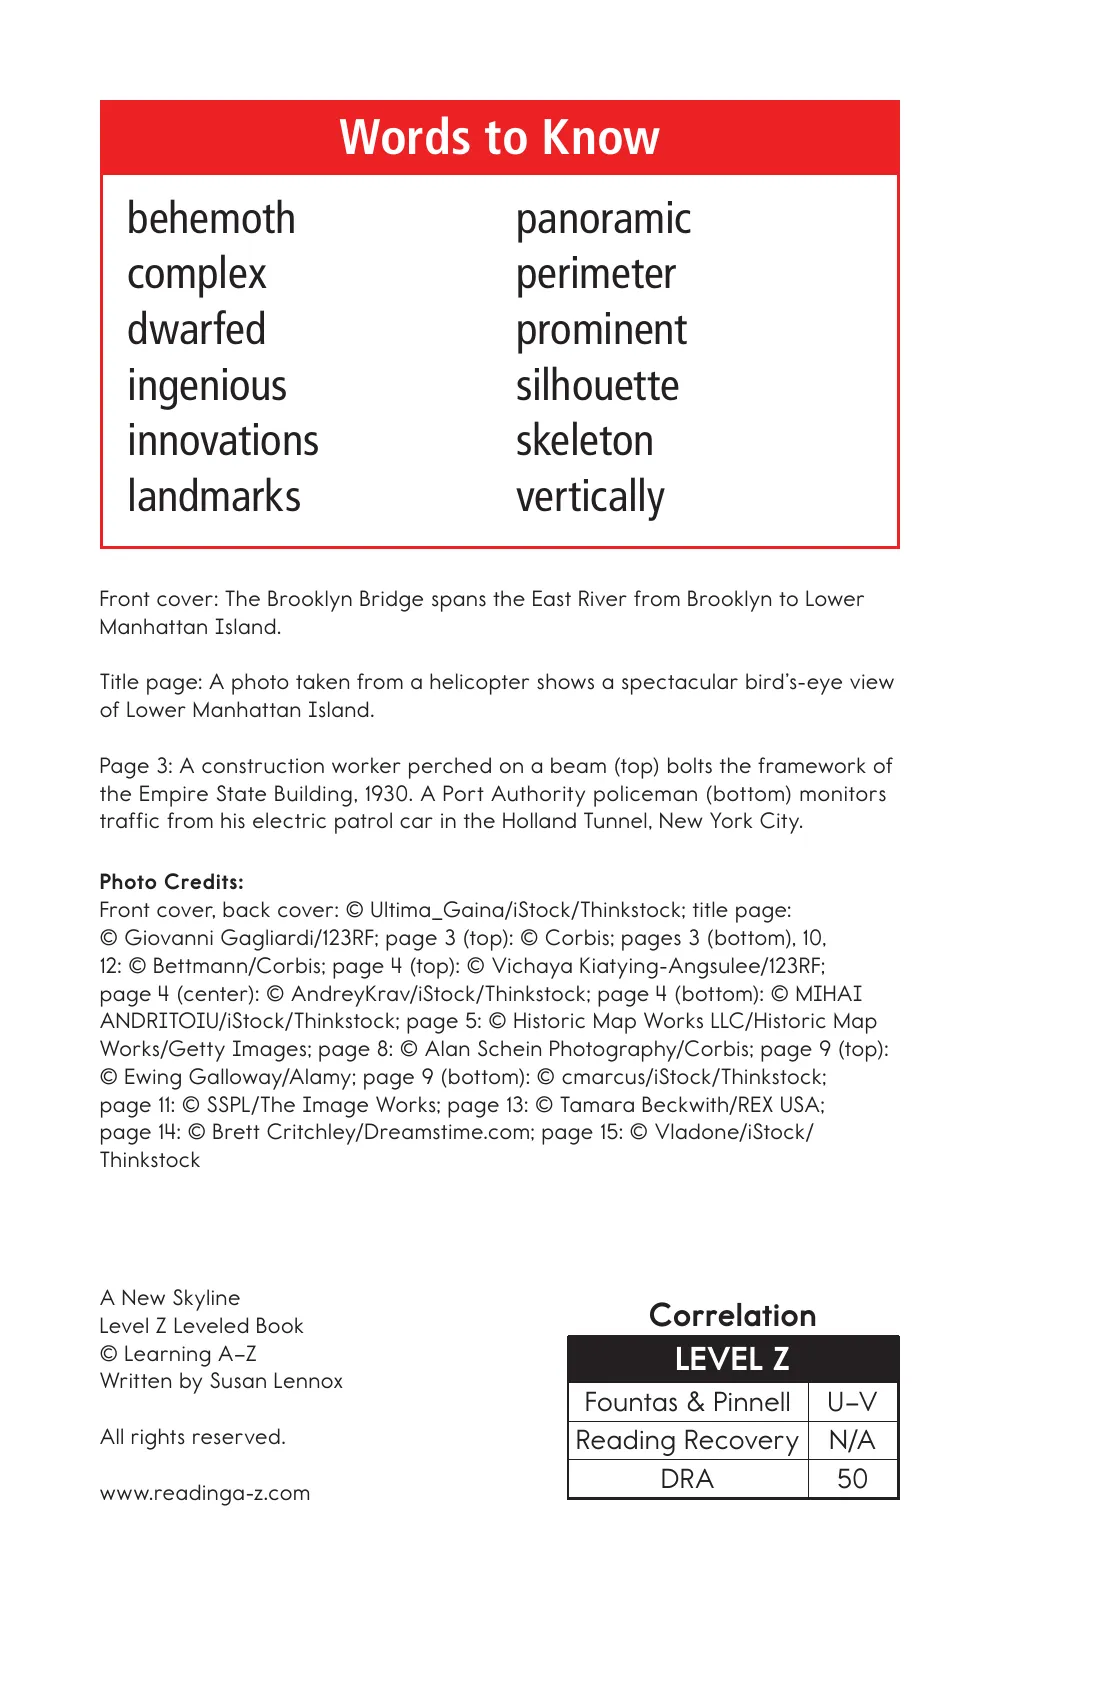 Words to Know
behemoth
complex
dwarfed
ingenious
innovations
landmarks
panoramic
perimeter
prominent
silhouette
skeleton
vertically
Front cover: The Brooklyn Bridge spans the East River from Brooklyn to Lower
Manhattan Island.
Title page: A photo taken from a helicopter shows a spectacular bird's-eye view
of Lower Manhattan Island.
Page 3: A construction worker perched on a beam (top) bolts the framework of
the Empire State Building, 1930. A Port Authority policeman (bottom) monitors
traffic from his electric patrol car in the Holland Tunnel, New York City.
Photo Credits:
Front cover, back cover: © Ultima_Gaina/iStock/Thinkstock; title page:
© Giovanni Gagliardi/123RF; page 3 (top): © Corbis; pages 3 (bottom), 10,
12: © Bettmann/Corbis; page 4 (top): © Vichaya Kiatying-Angsulee/123RF;
page 4 (center): © AndreyKrav/iStock/Thinkstock; page 4 (bottom): © MIHAI
ANDRITOIU/iStock/Thinkstock; page 5: © Historic Map Works LLC/Historic Map
Works/Getty Images; page 8: © Alan Schein Photography/Corbis; page 9 (top):
© Ewing Galloway/Alamy; page 9 (bottom): © cmarcus/iStock/Thinkstock;
page 11: © SSPL/The Image Works; page 13: © Tamara Beckwith/REX USA;
page 14: © Brett Critchley/Dreamstime.com; page 15: © Vladone/iStock/
Thinkstock
A New Skyline
Level Z Leveled Book
© Learning A–Z
Written by Susan Lennox
All rights reserved.
www.readinga-z.com
Correlation
LEVEL Z
Fountas & Pinnell U–V
Reading Recovery N/A
DRA 50